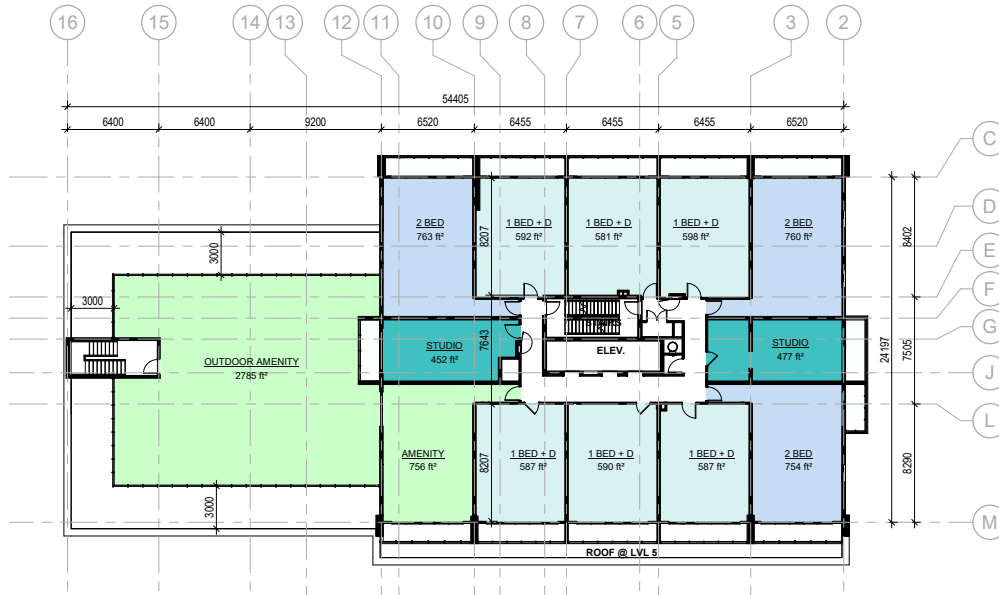 16 15 14 13 12 11 10 9 8 7 6 5 3 2
54405
6400 6400 9200 6520 6455 6455 6455 6520
C
D
E
F
G
J
L
M
2 BED
763 ft²
1 BED + D
592 ft²
1 BED + D
581 ft²
1 BED + D
598 ft²
2 BED
760 ft²
8207
8402
3000
3000
STAIRS
STUDIO
452 ft²
7643
ELEV.
STUDIO
477 ft²
24197
7505
OUTDOOR AMENITY
2785 ft²
AMENITY
756 ft²
8207
1 BED + D
587 ft²
1 BED + D
590 ft²
1 BED + D
587 ft²
2 BED
754 ft²
8290
3000
ROOF @ LVL 5